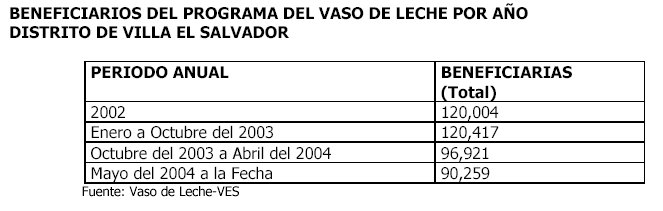 BENEFICIARIOS DEL PROGRAMA DEL VASO DE LECHE POR AÑO
DISTRITO DE VILLA EL SALVADOR
PERIODO ANUAL BENEFICIARIAS
(Total)
2002 120,004
Enero a Octubre del 2003 120,417
Octubre del 2003 a Abril del 2004 96,921
Mayo del 2004 a la Fecha 90,259
Fuente: Vaso de Leche-VES